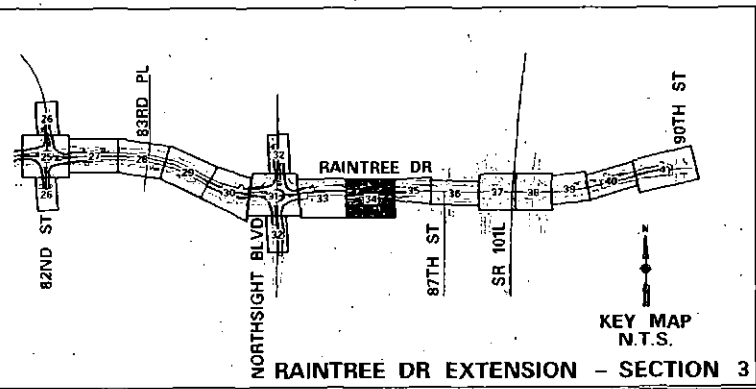 83RD PL
90TH ST
26
32
RAINTREE DR
25
27
28
29
30
31
33
34
35
36
37
38
39
40
41
26
32
82ND ST
NORTHSIGHT BLVD
87TH ST
SR 101L
N
KEY MAP
N.T.S.
RAINTREE DR EXTENSION - SECTION 3